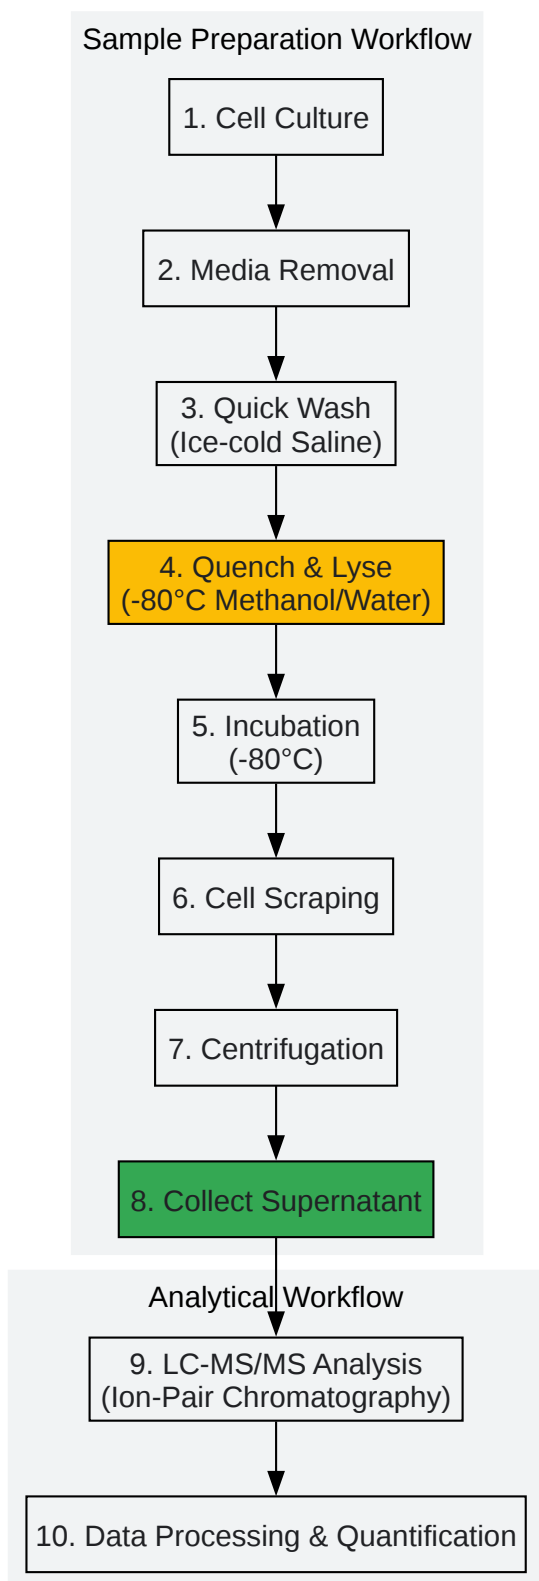 Sample Preparation Workflow
1. Cell Culture
2. Media Removal
3. Quick Wash
(Ice-cold Saline)
4. Quench & Lyse
(-80°C Methanol/Water)
5. Incubation
(-80°C)
6. Cell Scraping
7. Centrifugation
8. Collect Supernatant
Analytical Workflow
9. LC-MS/MS Analysis
(Ion-Pair Chromatography)
10. Data Processing & Quantification